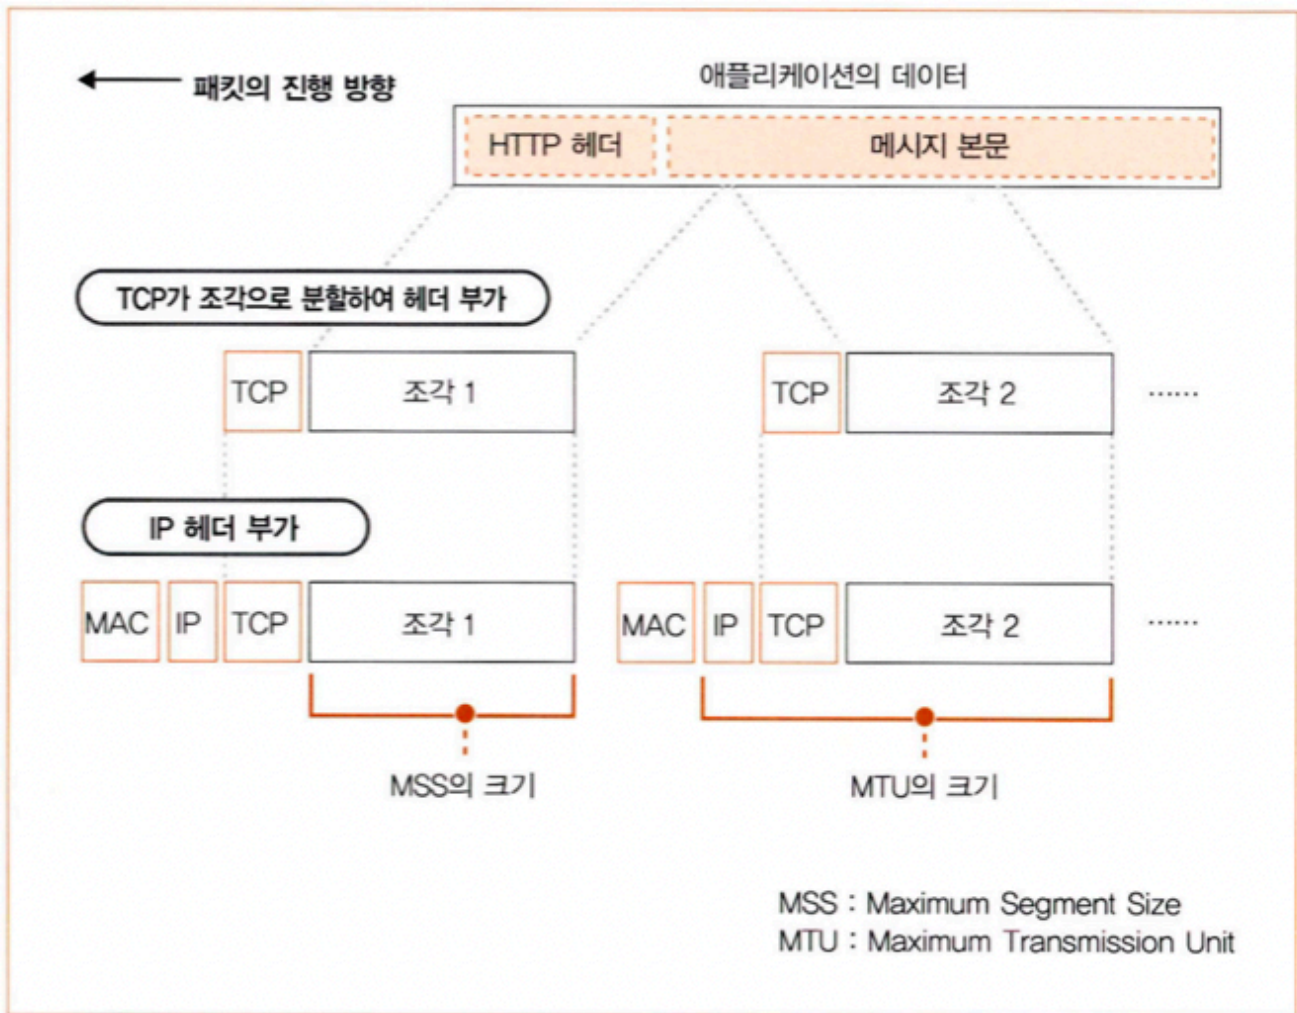 패킷의 진행 방향
애플리케이션의 데이터
HTTP 헤더
메시지 본문
TCP가 조각으로 분할하여 헤더 부가
TCP
조각 1
TCP
조각 2
······
IP 헤더 부가
MAC
IP
TCP
조각 1
MAC
IP
TCP
조각 2
······
MSS의 크기
MTU의 크기
MSS : Maximum Segment Size
MTU : Maximum Transmission Unit